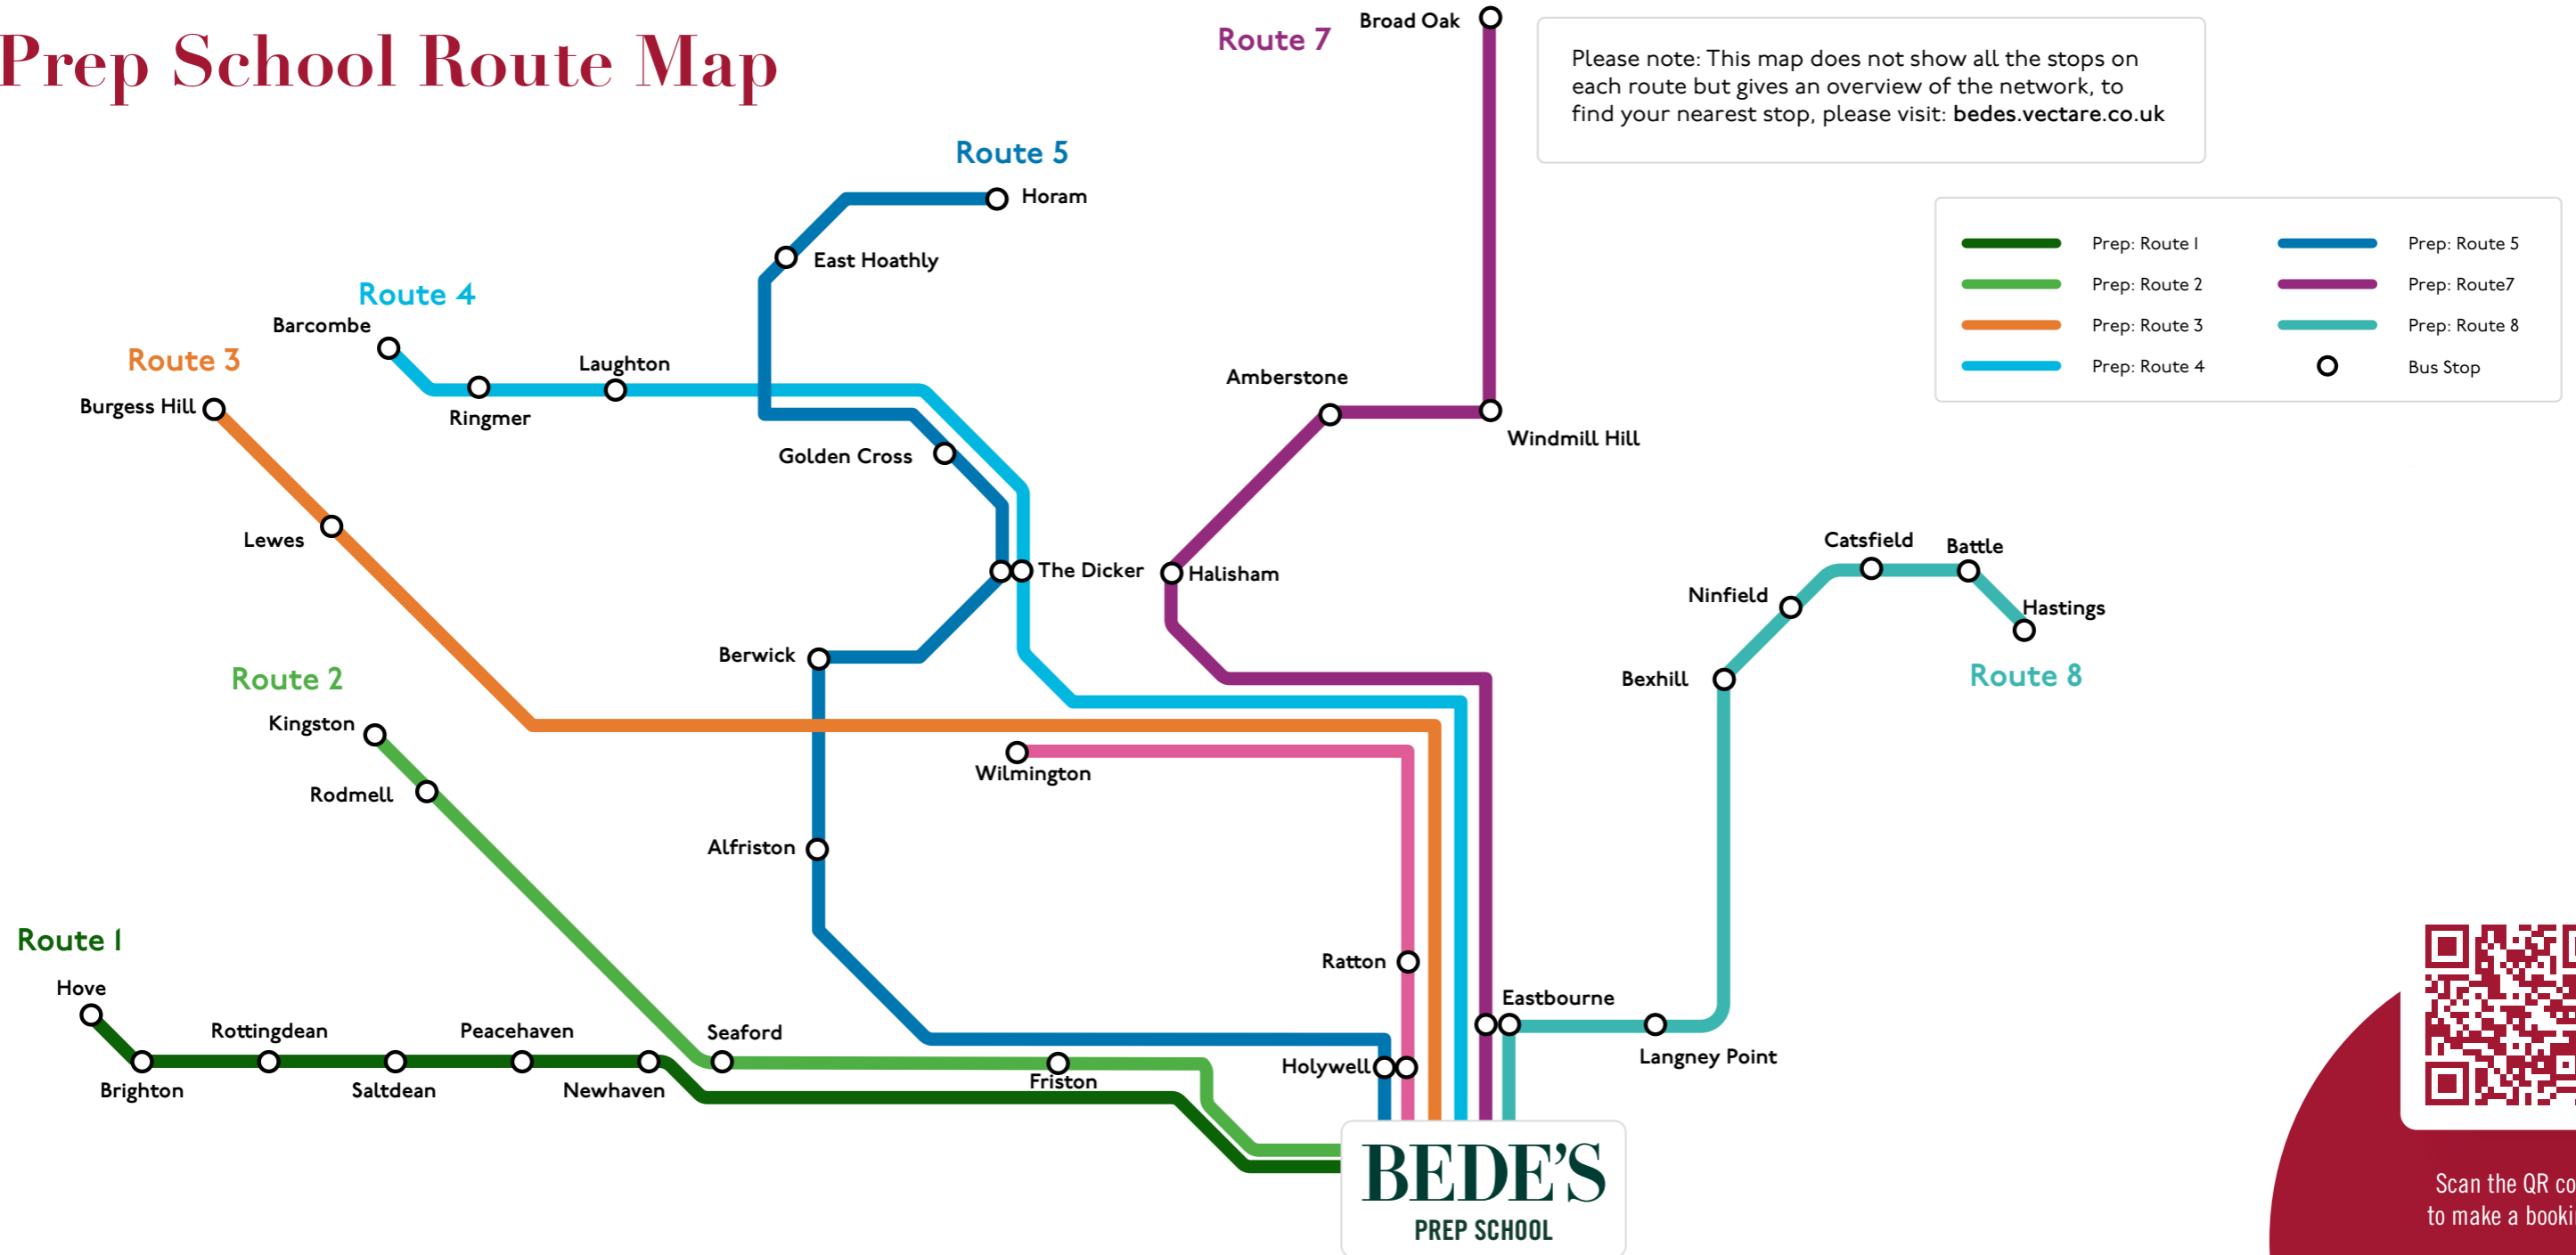 Prep School Route Map
Route 7
Broad Oak
Please note: This map does not show all the stops on
each route but gives an overview of the network, to
find your nearest stop, please visit: bedes.vectare.co.uk
Route 5
Horam
East Hoathly
Prep: Route 1
Prep: Route 2
Prep: Route 3
Prep: Route 4
Prep: Route 5
Prep: Route7
Prep: Route 8
Bus Stop
Route 4
Barcombe
Ringmer
Laughton
Route 3
Burgess Hill
Lewes
Golden Cross
The Dicker
Amberstone
Windmill Hill
Halisham
Catsfield
Battle
Ninfield
Hastings
Bexhill
Route 8
Berwick
Route 2
Kingston
Rodmell
Wilmington
Alfriston
Route 1
Hove
Brighton
Rottingdean
Saltdean
Peacehaven
Newhaven
Seaford
Friston
Ratton
Holywell
Eastbourne
Langney Point
BEDE'S
PREP SCHOOL
Scan the QR
to make a